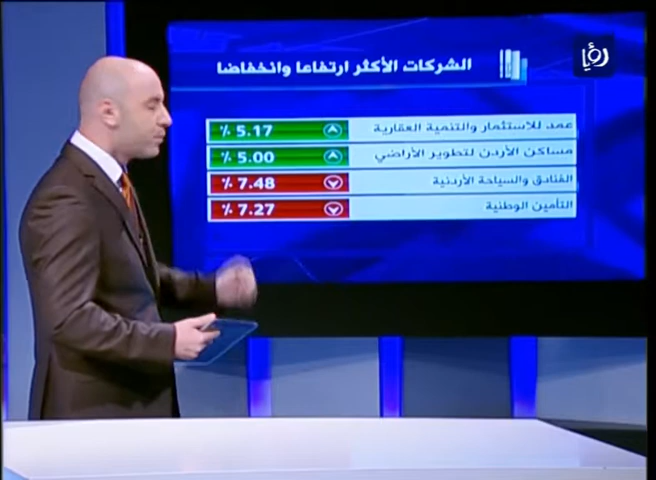 رؤيا
الشركات الأكثر ارتفاعا وانخفاضا
عمد للاستثمار والتنمية العقارية 5.17 %
مساكن الأردن لتطوير الأراضي 5.00 %
الفنادق والسياحة الأردنية 7.48 %
التأمين الوطنية 7.27 %